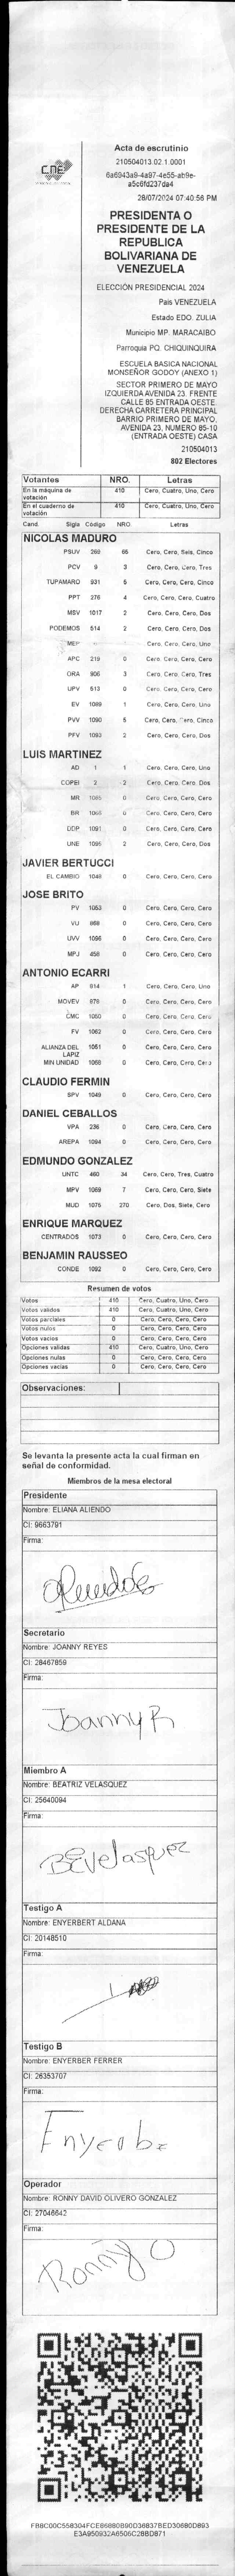 CNE
Acta de escrutinio
210504013.02.1.0001
6a6943a9-4a97-4e55-ab9e-
a5c6fd237da4
28/07/2024 07:40:56 PM
PRESIDENTA O
PRESIDENTE DE LA
REPUBLICA
BOLIVARIANA DE
VENEZUELA
ELECCIÓN PRESIDENCIAL 2024
País VENEZUELA
Estado EDO. ZULIA
Municipio MP. MARACAIBO
Parroquia PQ. CHIQUINQUIRA
ESCUELA BASICA NACIONAL
MONSEÑOR GODOY (ANEXO 1)
SECTOR PRIMERO DE MAYO
IZQUIERDA AVENIDA 23. FRENTE
CALLE 85 ENTRADA OESTE.
DERECHA CARRETERA PRINCIPAL
BARRIO PRIMERO DE MAYO,
AVENIDA 23, NUMERO 85-10
(ENTRADA OESTE) CASA
210504013
802 Electores
Votantes NRO. Letras
En la máquina de votación 410 Cero, Cuatro, Uno, Cero
En el cuaderno de votación 410 Cero, Cuatro, Uno, Cero
Cand. Sigla Código NRO. Letras
NICOLAS MADURO
PSUV 269 65 Cero, Cero, Seis, Cinco
PCV 9 3 Cero, Cero, Cero, Tres
TUPAMARO 931 5 Cero, Cero, Cero, Cinco
PPT 276 4 Cero, Cero, Cero, Cuatro
MSV 1017 2 Cero, Cero, Cero, Dos
PODEMOS 514 2 Cero, Cero, Cero, Dos
MEP Cero, Cero, Cero, Uno
APC 219 0 Cero, Cero, Cero, Cero
ORA 906 3 Cero, Cero, Cero, Tres
UPV 513 0 Cero, Cero, Cero, Cero
EV 1089 1 Cero, Cero, Cero, Uno
PVV 1090 5 Cero, Cero, Cero, Cinco
PFV 1093 2 Cero, Cero, Cero, Dos
LUIS MARTINEZ
AD 1 1 Cero, Cero, Cero, Uno
COPEI 2 2 Cero, Cero, Cero, Dos
MR 1085 0 Cero, Cero, Cero, Cero
BR 0 Cero, Cero, Cero, Cero
DDP 1091 0 Cero, Cero, Cero, Cero
UNE 1095 2 Cero, Cero, Cero, Dos
JAVIER BERTUCCI
EL CAMBIO 1048 0 Cero, Cero, Cero, Cero
JOSE BRITO
PV 1053 0 Cero, Cero, Cero, Cero
VU 868 0 Cero, Cero, Cero, Cero
UVV 1096 0 Cero, Cero, Cero, Cero
MPJ 458 0 Cero, Cero, Cero, Cero
ANTONIO ECARRI
AP 914 1 Cero, Cero, Cero, Uno
MOVEV 978 0 Cero, Cero, Cero, Cero
CMC 1050 0 Cero, Cero, Cero, Cero
FV 1062 0 Cero, Cero, Cero, Cero
ALIANZA DEL LAPIZ 1051 0 Cero, Cero, Cero, Cero
MIN UNIDAD 1068 0 Cero, Cero, Cero, Cero
CLAUDIO FERMIN
SPV 1049 0 Cero, Cero, Cero, Cero
DANIEL CEBALLOS
VPA 236 0 Cero, Cero, Cero, Cero
AREPA 1094 0 Cero, Cero, Cero, Cero
EDMUNDO GONZALEZ
UNTC 460 34 Cero, Cero, Tres, Cuatro
MPV 1069 7 Cero, Cero, Cero, Siete
MUD 1075 270 Cero, Dos, Siete, Cero
ENRIQUE MARQUEZ
CENTRADOS 1073 0 Cero, Cero, Cero, Cero
BENJAMIN RAUSSEO
CONDE 1092 0 Cero, Cero, Cero, Cero
Resumen de votos
Votos 410 Cero, Cuatro, Uno, Cero
Votos validos 410 Cero, Cuatro, Uno, Cero
Votos parciales 0 Cero, Cero, Cero, Cero
Votos nulos 0 Cero, Cero, Cero, Cero
Votos vacios 0 Cero, Cero, Cero, Cero
Opciones validas 410 Cero, Cuatro, Uno, Cero
Opciones nulas 0 Cero, Cero, Cero, Cero
Opciones vacias 0 Cero, Cero, Cero, Cero
Observaciones:
Se levanta la presente acta la cual firman en
señal de conformidad.
Miembros de la mesa electoral
Presidente
Nombre: ELIANA ALIENDO
CI: 9663791
Firma:
Secretario
Nombre: JOANNY REYES
CI: 28467859
Firma:
Joanny R
Miembro A
Nombre: BEATRIZ VELASQUEZ
CI: 25640094
Firma:
BeVelasquez
Testigo A
Nombre: ENYERBERT ALDANA
CI: 20148510
Firma:
Testigo B
Nombre: ENYERBER FERRER
CI: 26353707
Firma:
Operador
Nombre: RONNY DAVID OLIVERO GONZALEZ
CI: 27046642
Firma:
Ronny O